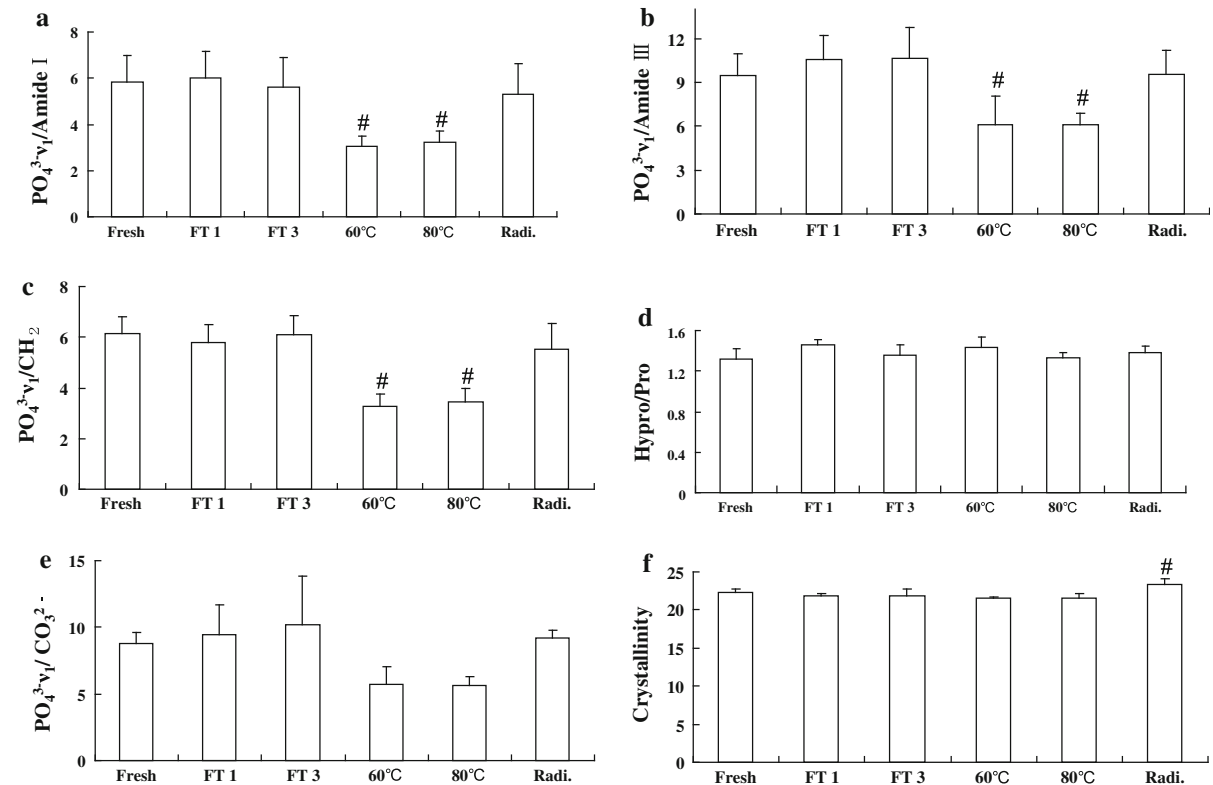 a
PO₄³⁻ν₁/Amide Ⅰ
8
6
4
2
0
Fresh FT 1 FT 3 60℃ 80℃ Radi.
# #
b
PO₄³⁻ν₁/Amide Ⅲ
12
9
6
3
0
Fresh FT 1 FT 3 60℃ 80℃ Radi.
# #
c
PO₄³⁻ν₁/CH₂
8
6
4
2
0
Fresh FT 1 FT 3 60℃ 80℃ Radi.
# #
d
Hypro/Pro
1.6
1.2
0.8
0.4
0
Fresh FT 1 FT 3 60℃ 80℃ Radi.
e
PO₄³⁻ν₁/ CO₃²⁻
15
10
5
0
Fresh FT 1 FT 3 60℃ 80℃ Radi.
f
Crystallinity
25
20
15
10
5
0
Fresh FT 1 FT 3 60℃ 80℃ Radi.
#